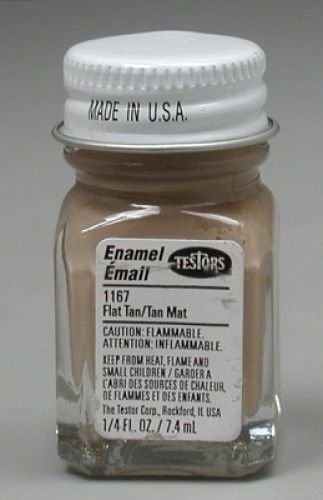 MADE IN U.S.A.
Enamel
Émail
TESTORS
1167
Flat Tan/Tan Mat
CAUTION: FLAMMABLE.
ATTENTION: INFLAMMABLE.
KEEP FROM HEAT, FLAME AND
SMALL CHILDREN / GARDER A
L'ABRI DES SOURCES DE CHALEUR,
DE FLAMMES ET DES ENFANTS.
The Testor Corp., Rockford, IL USA
1/4 FL. OZ. / 7.4 mL